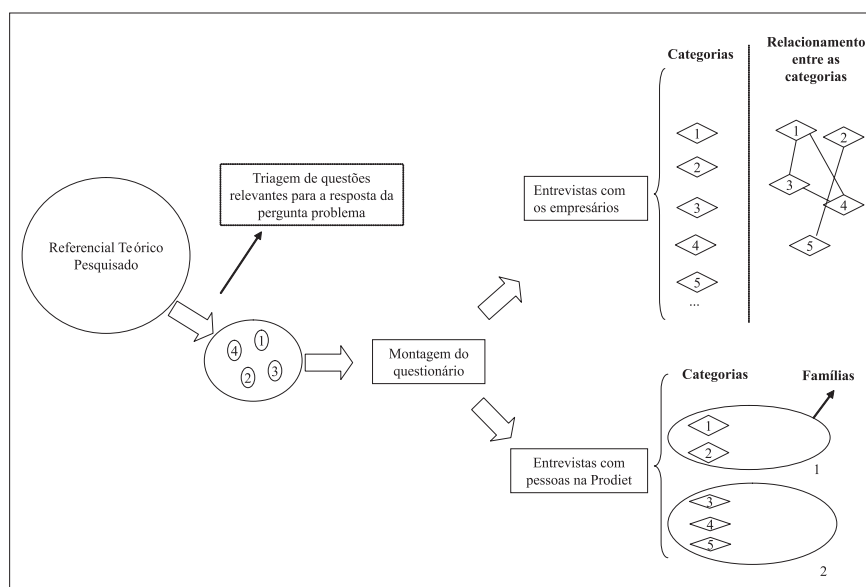 Referencial Teórico
Pesquisado
Triagem de questões
relevantes para a resposta da
pergunta problema
4
1
2
3
Montagem do
questionário
Entrevistas com
os empresários
Categorias
1
2
3
4
5
...
Relacionamento
entre as
categorias
1
2
3
4
5
Entrevistas com
pessoas na Prodiet
Categorias
Famílias
1
2
1
3
4
5
2